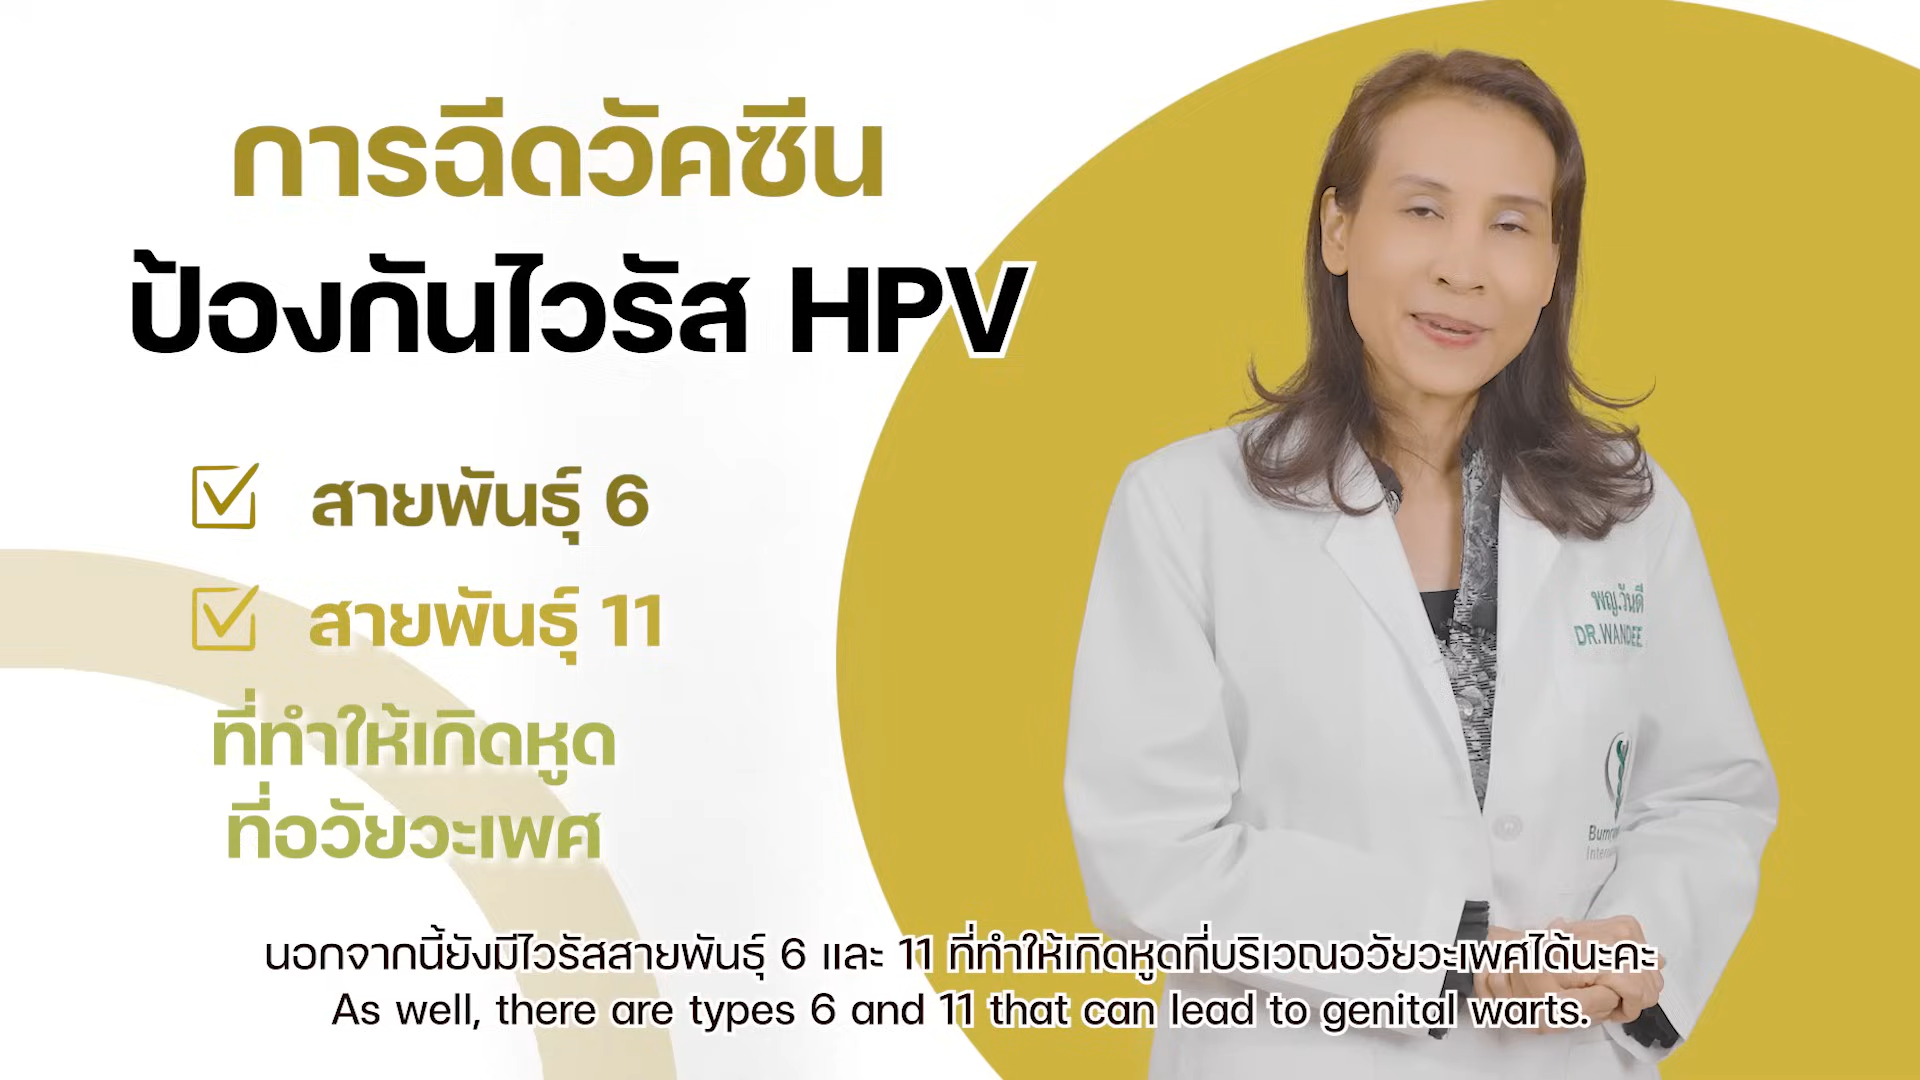 การฉีดวัคซีน
ป้องกันไวรัส HPV
สายพันธุ์ 6
สายพันธุ์ 11
ที่ทำให้เกิดหูด
ที่อวัยวะเพศ
พญ.วันดี
DR.WANDEE
นอกจากนี้ยังมีไวรัสสายพันธุ์ 6 และ 11 ที่ทำให้เกิดหูดที่บริเวณอวัยวะเพศได้นะคะ
As well, there are types 6 and 11 that can lead to genital warts.